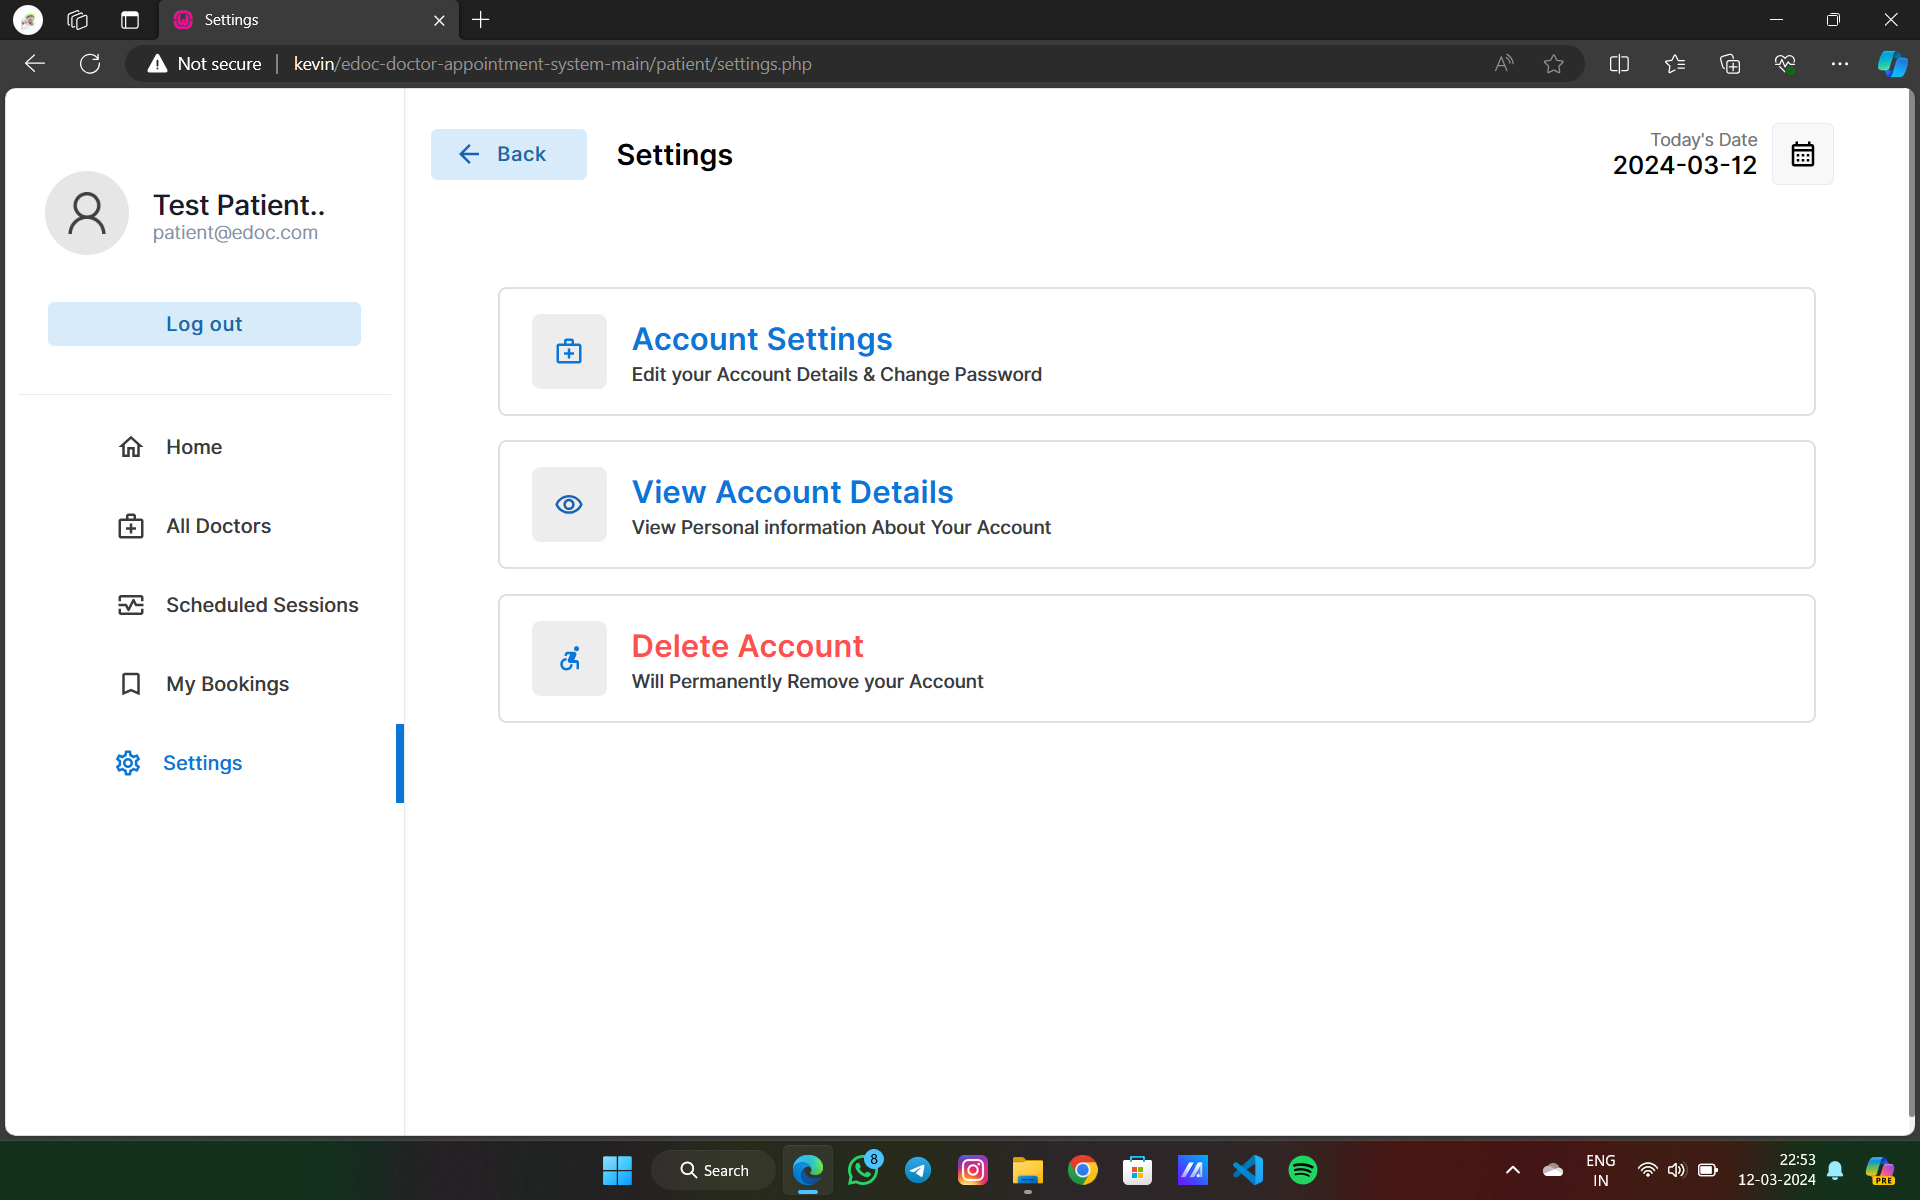 Settings
Not secure
kevin/edoc-doctor-appointment-system-main/patient/settings.php
Test Patient..
patient@edoc.com
Log out
Home
All Doctors
Scheduled Sessions
My Bookings
Settings
Back
Settings
Today's Date
2024-03-12
Account Settings
Edit your Account Details & Change Password
View Account Details
View Personal information About Your Account
Delete Account
Will Permanently Remove your Account
Search
8
ENG
IN
22:53
12-03-2024
PRE